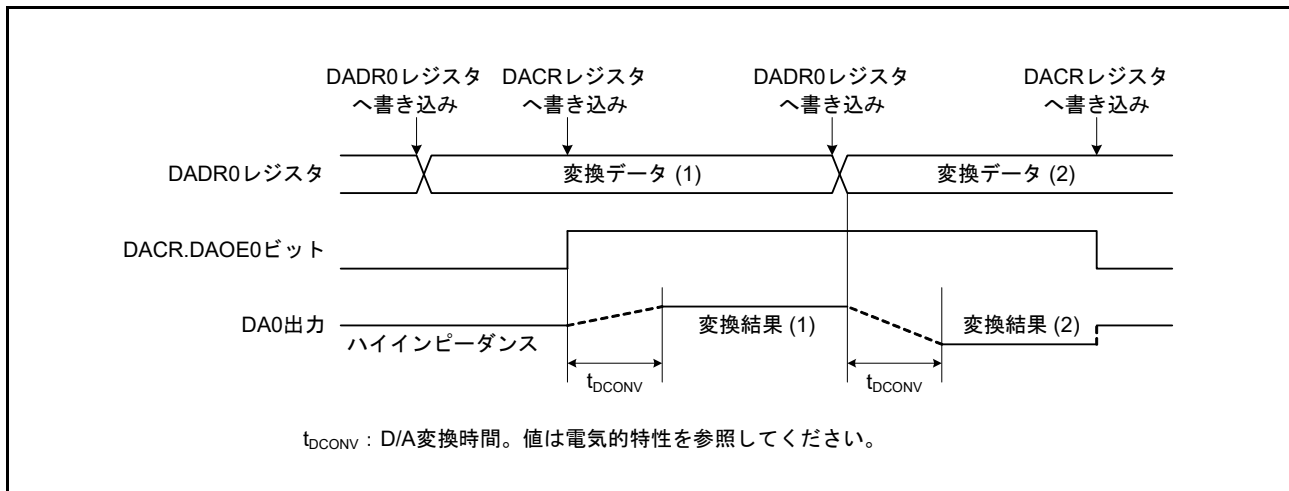 DADR0レジスタ
へ書き込み
DACRレジスタ
へ書き込み
DADR0レジスタ
へ書き込み
DACRレジスタ
へ書き込み
DADR0レジスタ
変換データ (1)
変換データ (2)
DACR.DAOE0ビット
DA0出力
ハイインピーダンス
変換結果 (1)
変換結果 (2)
tDCONV
tDCONV
tDCONV：D/A変換時間。値は電気的特性を参照してください。